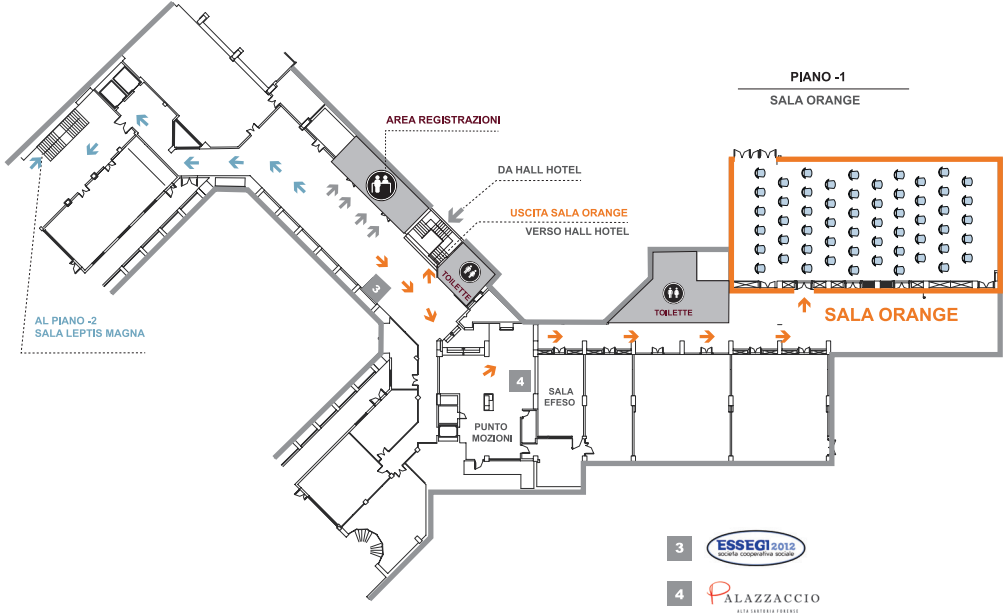 PIANO -1
SALA ORANGE
AREA REGISTRAZIONI
DA HALL HOTEL
USCITA SALA ORANGE
VERSO HALL HOTEL
TOILETTE
TOILETTE
3
AL PIANO -2
SALA LEPTIS MAGNA
SALA ORANGE
4
SALA
EFESO
PUNTO
MOZIONI
3
ESSEGI 2012
società cooperativa sociale
4
PALAZZACCIO
ALTA SARTORIA FORENSE